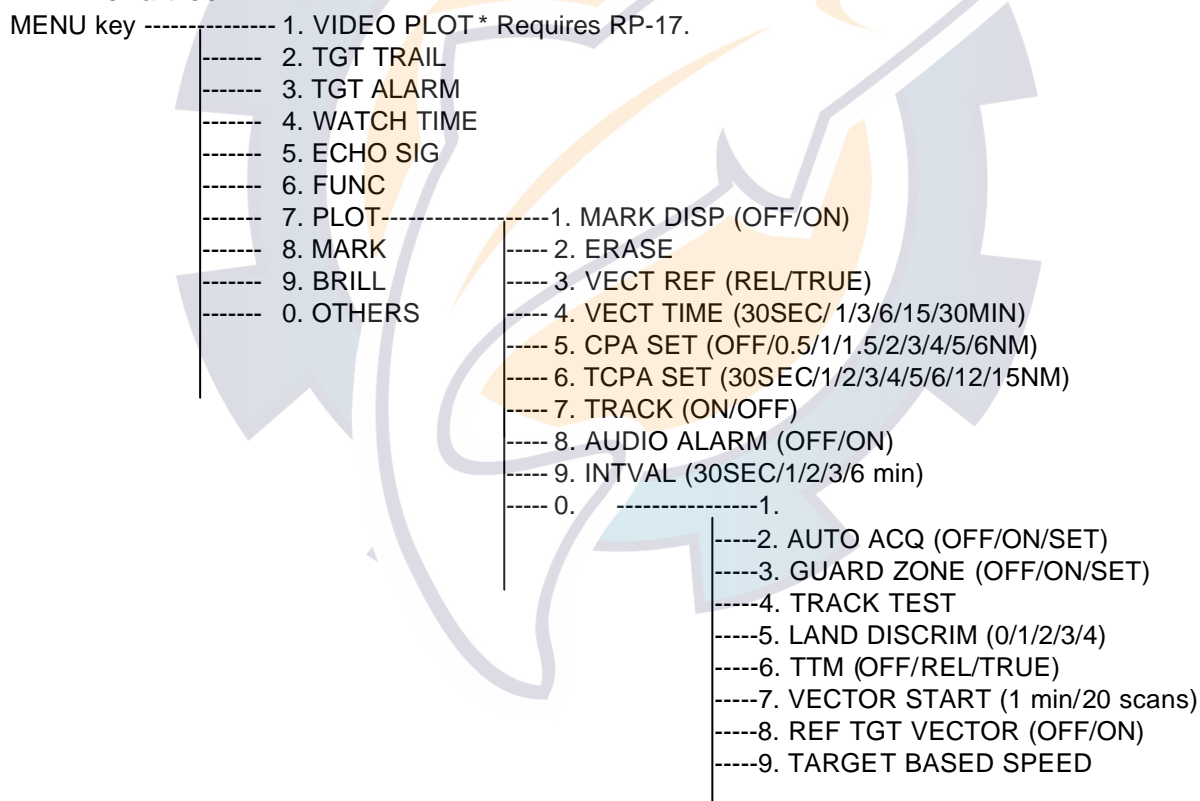 MENU key --------------- 1. VIDEO PLOT * Requires RP-17.
------- 2. TGT TRAIL
------- 3. TGT ALARM
------- 4. WATCH TIME
------- 5. ECHO SIG
------- 6. FUNC
------- 7. PLOT-------------------1. MARK DISP (OFF/ON)
------- 8. MARK ----- 2. ERASE
------- 9. BRILL ----- 3. VECT REF (REL/TRUE)
------- 0. OTHERS ----- 4. VECT TIME (30SEC/1/3/6/15/30MIN)
----- 5. CPA SET (OFF/0.5/1/1.5/2/3/4/5/6NM)
----- 6. TCPA SET (30SEC/1/2/3/4/5/6/12/15NM)
----- 7. TRACK (ON/OFF)
----- 8. AUDIO ALARM (OFF/ON)
----- 9. INTVAL (30SEC/1/2/3/6 min)
----- 0. ----------------1.
-----2. AUTO ACQ (OFF/ON/SET)
-----3. GUARD ZONE (OFF/ON/SET)
-----4. TRACK TEST
-----5. LAND DISCRIM (0/1/2/3/4)
-----6. TTM (OFF/REL/TRUE)
-----7. VECTOR START (1 min/20 scans)
-----8. REF TGT VECTOR (OFF/ON)
-----9. TARGET BASED SPEED